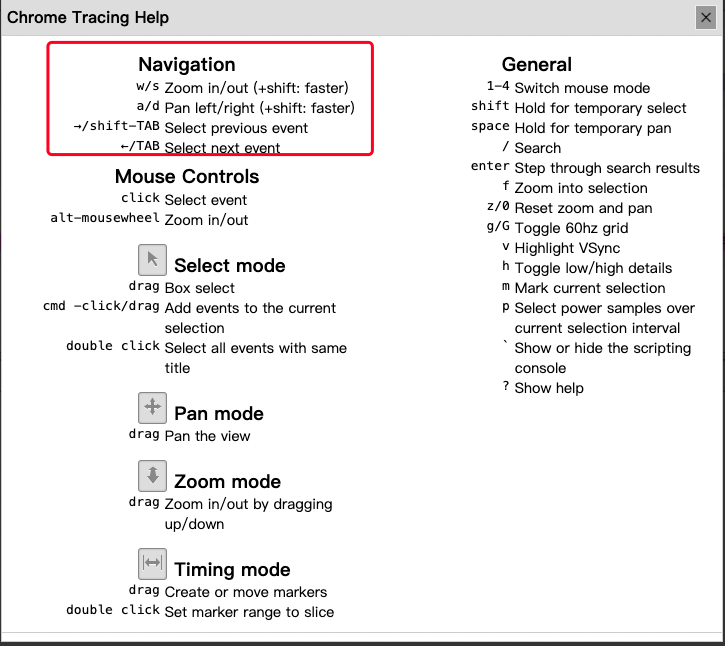 Chrome Tracing Help
Navigation
w/s Zoom in/out (+shift: faster)
a/d Pan left/right (+shift: faster)
→/shift-TAB Select previous event
←/TAB Select next event
Mouse Controls
click Select event
alt-mousewheel Zoom in/out
Select mode
drag Box select
cmd -click/drag Add events to the current
selection
double click Select all events with same
title
Pan mode
drag Pan the view
Zoom mode
drag Zoom in/out by dragging
up/down
Timing mode
drag Create or move markers
double click Set marker range to slice
General
1-4 Switch mouse mode
shift Hold for temporary select
space Hold for temporary pan
/ Search
enter Step through search results
f Zoom into selection
z/0 Reset zoom and pan
g/G Toggle 60hz grid
v Highlight VSync
h Toggle low/high details
m Mark current selection
p Select power samples over
current selection interval
` Show or hide the scripting
console
? Show help